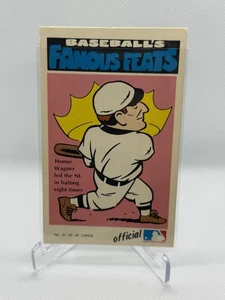 BASEBALL'S
FAMOUS FEATS
Honus
Wagner
led the NL
in batting
eight times
official